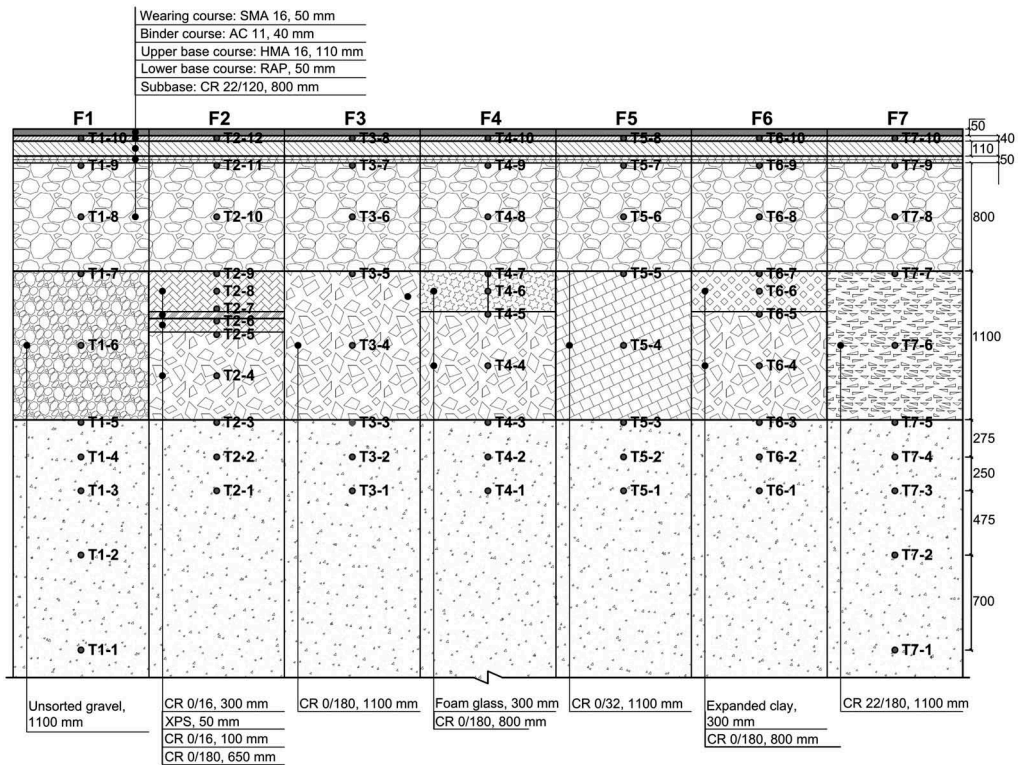 Wearing course: SMA 16, 50 mm
Binder course: AC 11, 40 mm
Upper base course: HMA 16, 110 mm
Lower base course: RAP, 50 mm
Subbase: CR 22/120, 800 mm
F1 F2 F3 F4 F5 F6 F7
50
T1-10 T2-12 T3-8 T4-10 T5-8 T6-10 T7-10 40
110
T1-9 T2-11 T3-7 T4-9 T5-7 T6-9 T7-9 50
T1-8 T2-10 T3-6 T4-8 T5-6 T6-8 T7-8 800
T1-7 T2-9 T3-5 T4-7 T5-5 T6-7 T7-7
T2-8 T4-6 T6-6
T2-7
T4-5 T6-5
T2-6
T2-5 1100
T1-6 T3-4 T5-4 T7-6
T4-4 T6-4
T2-4
T1-5 T2-3 T3-3 T4-3 T5-3 T6-3 T7-5
275
T1-4 T2-2 T3-2 T4-2 T5-2 T6-2 T7-4
250
T1-3 T2-1 T3-1 T4-1 T5-1 T6-1 T7-3
475
T1-2 T7-2
700
T1-1 T7-1
Unsorted gravel,
1100 mm
CR 0/16, 300 mm
XPS, 50 mm
CR 0/16, 100 mm
CR 0/180, 650 mm
CR 0/180, 1100 mm
Foam glass, 300 mm
CR 0/180, 800 mm
CR 0/32, 1100 mm
Expanded clay,
300 mm
CR 0/180, 800 mm
CR 22/180, 1100 mm